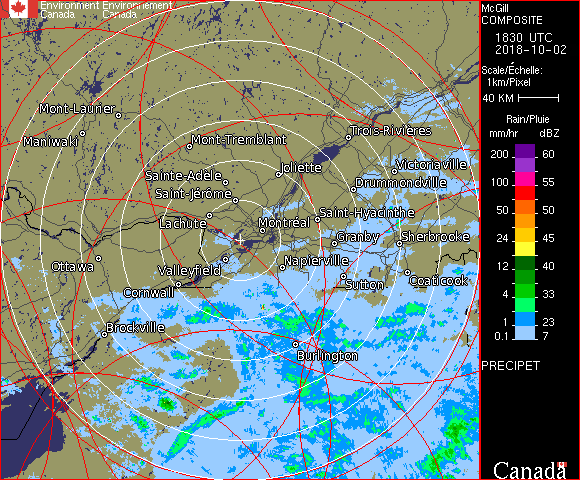 Environment Environnement
Canada Canada
McGill
COMPOSITE
1830 UTC
2018-10-02
Scale/Échelle:
1km/Pixel
40 KM
Rain/Pluie
mm/hr dBZ
200 60
100 55
50 50
24 45
12 40
4 33
1 23
0.1 7
PRECIPET
Canada
Mont-Laurier
Maniwaki
Mont-Tremblant
Trois-Rivières
Sainte-Adèle
Joliette
Victoriaville
Saint-Jérôme
Drummondville
Lachute
Montréal
Saint-Hyacinthe
Granby
Sherbrooke
Ottawa
Valleyfield
Napierville
Cornwall
Sutton
Coaticook
Brockville
Burlington